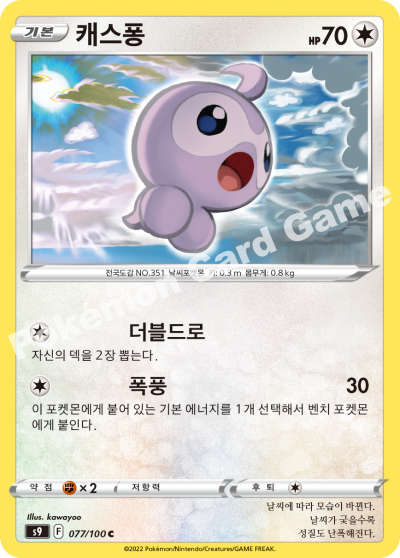 기본 캐스퐁 HP 70
전국도감 NO.351 날씨포켓몬 키: 0.3 m 몸무게: 0.8 kg
더블드로
자신의 덱을 2장 뽑는다.
폭풍 30
이 포켓몬에게 붙어 있는 기본 에너지를 1개 선택해서 벤치 포켓몬
에게 붙인다.
약점 ×2 저항력 후퇴
Illus. kawayoo
s9 F 077/100 C
날씨에 따라 모습이 바뀐다.
날씨가 궂을수록
성질도 난폭해진다.
©2022 Pokémon/Nintendo/Creatures/GAME FREAK.
Pokémon Card Game